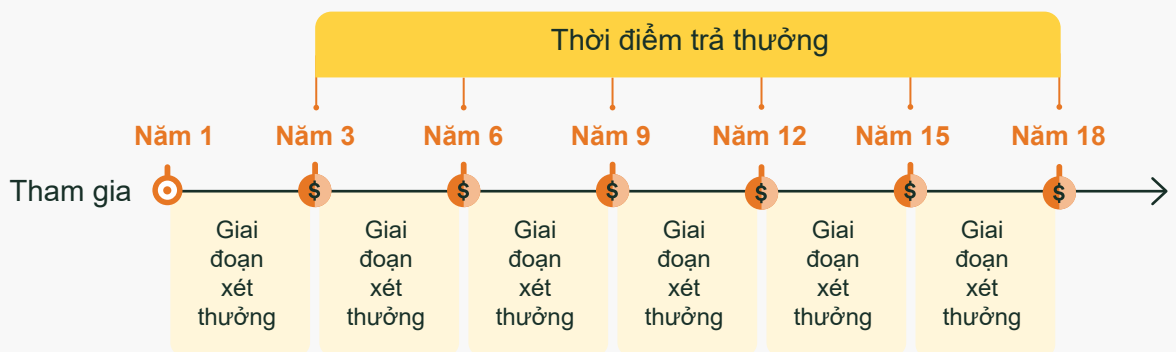 Thời điểm trả thưởng
Năm 1 Năm 3 Năm 6 Năm 9 Năm 12 Năm 15 Năm 18
Tham gia $ $ $ $ $ $
Giai đoạn xét thưởng
Giai đoạn xét thưởng
Giai đoạn xét thưởng
Giai đoạn xét thưởng
Giai đoạn xét thưởng
Giai đoạn xét thưởng